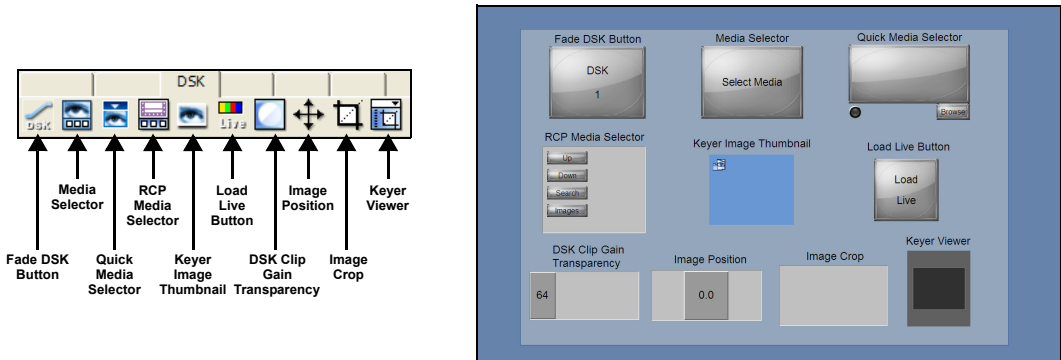 DSK
DSK
Live
Media Selector
RCP Media Selector
Load Live Button
Image Position
Keyer Viewer
Fade DSK Button
Quick Media Selector
Keyer Image Thumbnail
DSK Clip Gain Transparency
Image Crop
Fade DSK Button
DSK
1
Media Selector
Select Media
Quick Media Selector
Browse
RCP Media Selector
Up
Down
Search
Images
Keyer Image Thumbnail
Load Live Button
Load
Live
DSK Clip Gain
Transparency
64
Image Position
0.0
Image Crop
Keyer Viewer